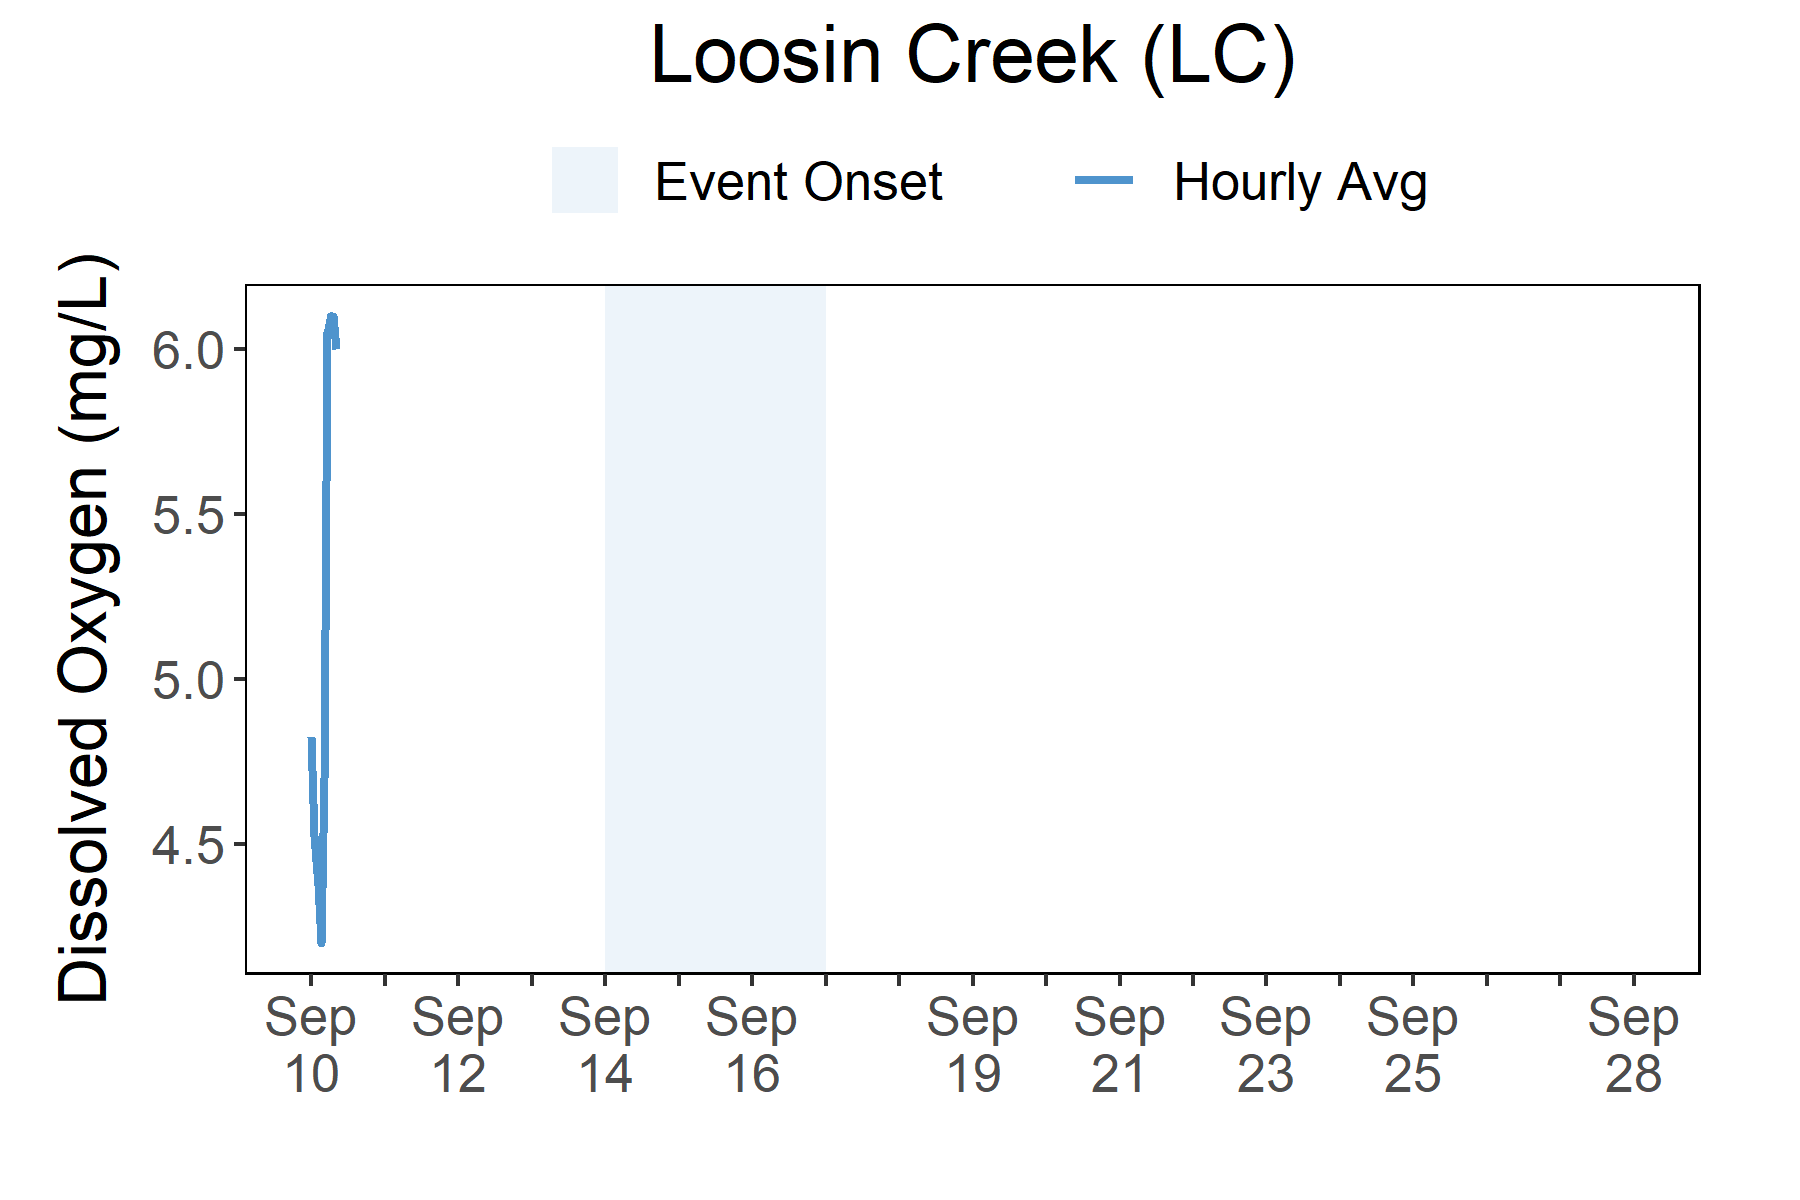 Loosin Creek (LC)
Event Onset Hourly Avg
Dissolved Oxygen (mg/L)
6.0
5.5
5.0
4.5
Sep Sep Sep Sep Sep Sep Sep Sep Sep
10 12 14 16 19 21 23 25 28